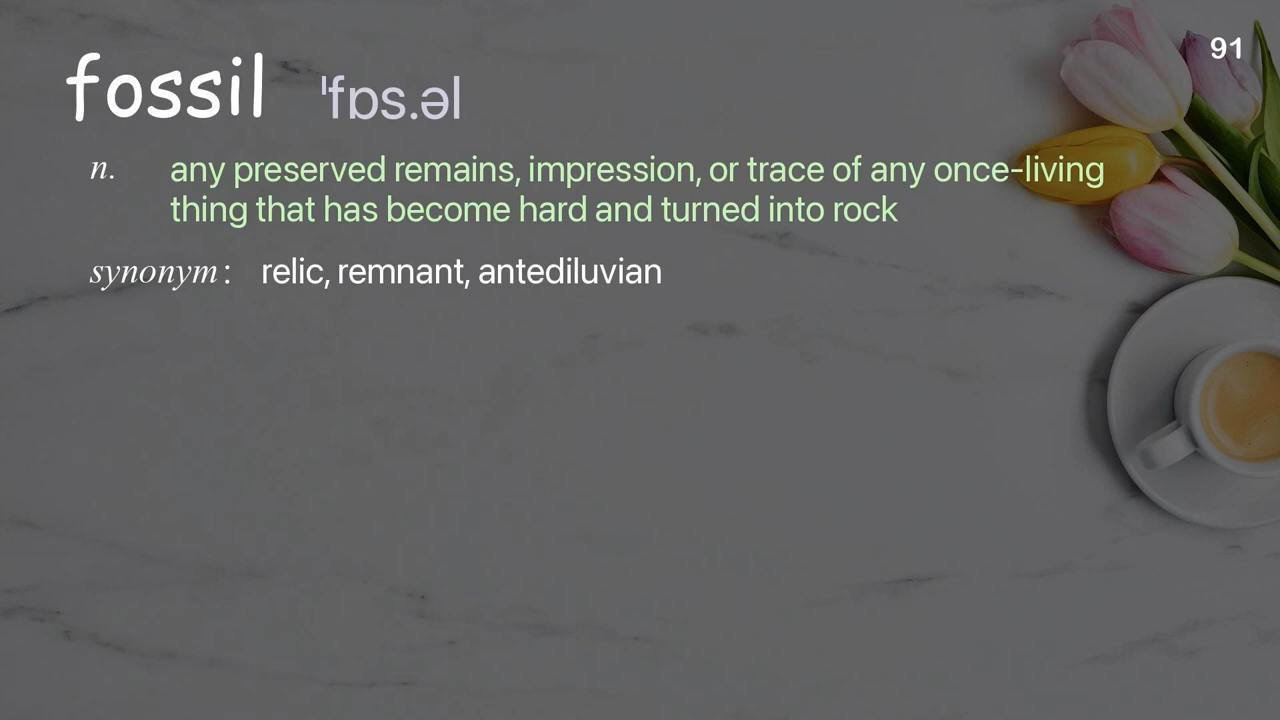 91
fossil ˈfɒs.əl
n. any preserved remains, impression, or trace of any once-living
thing that has become hard and turned into rock
synonym: relic, remnant, antediluvian